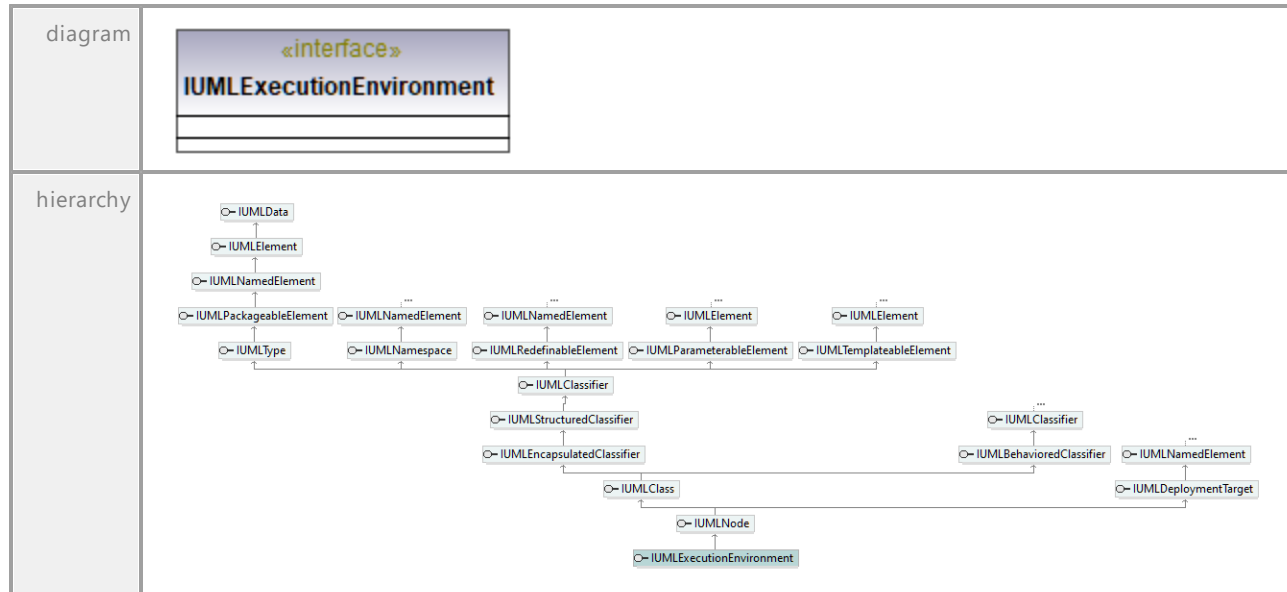 diagram
«interface»
IUMLExecutionEnvironment
hierarchy
IUMLData
IUMLElement
IUMLNamedElement
... ... ... ...
IUMLPackageableElement IUMLNamedElement IUMLNamedElement IUMLElement IUMLElement
IUMLType IUMLNamespace IUMLRedefinableElement IUMLParameterableElement IUMLTemplateableElement
IUMLClassifier
...
IUMLStructuredClassifier IUMLClassifier
...
IUMLEncapsulatedClassifier IUMLBehavioredClassifier IUMLNamedElement
IUMLClass IUMLDeploymentTarget
IUMLNode
IUMLExecutionEnvironment